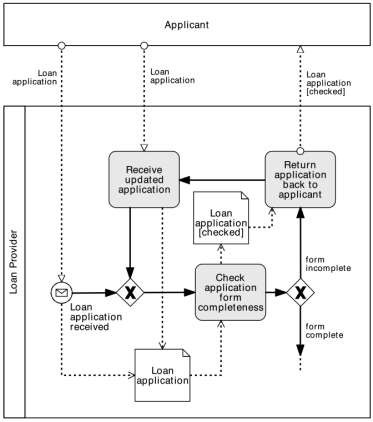 Applicant
Loan
application
Loan
application
Loan
application
[checked]
Loan Provider
Receive
updated
application
Return
application
back to
applicant
Loan
application
[checked]
form
incomplete
Check
application
form
completeness
Loan
application
received
form
complete
Loan
application